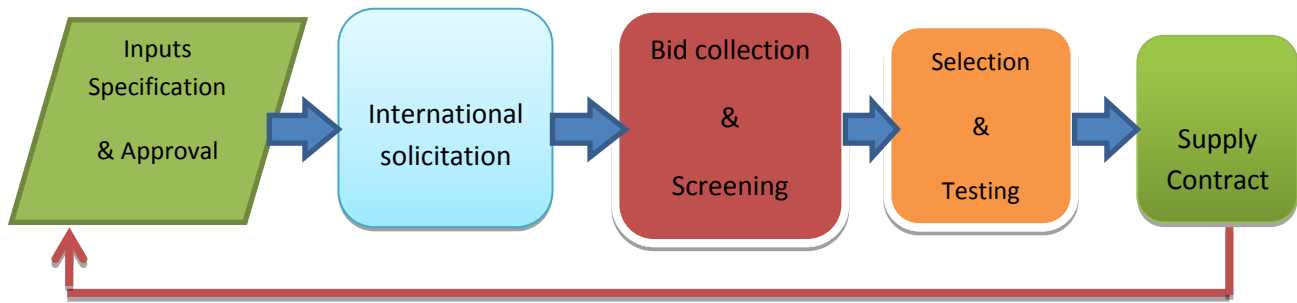 Inputs
Specification
& Approval
International
solicitation
Bid collection
&
Screening
Selection
&
Testing
Supply
Contract